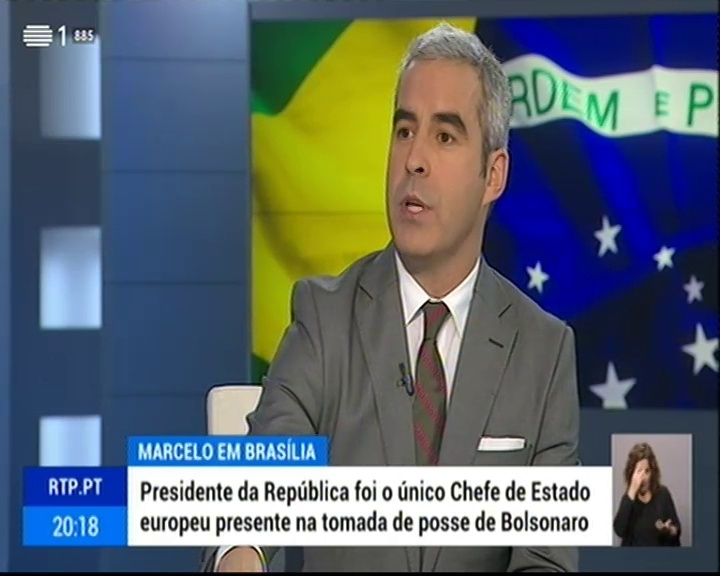 1 885
RDEM E P
MARCELO EM BRASÍLIA
RTP.PT
20:18
Presidente da República foi o único Chefe de Estado
europeu presente na tomada de posse de Bolsonaro